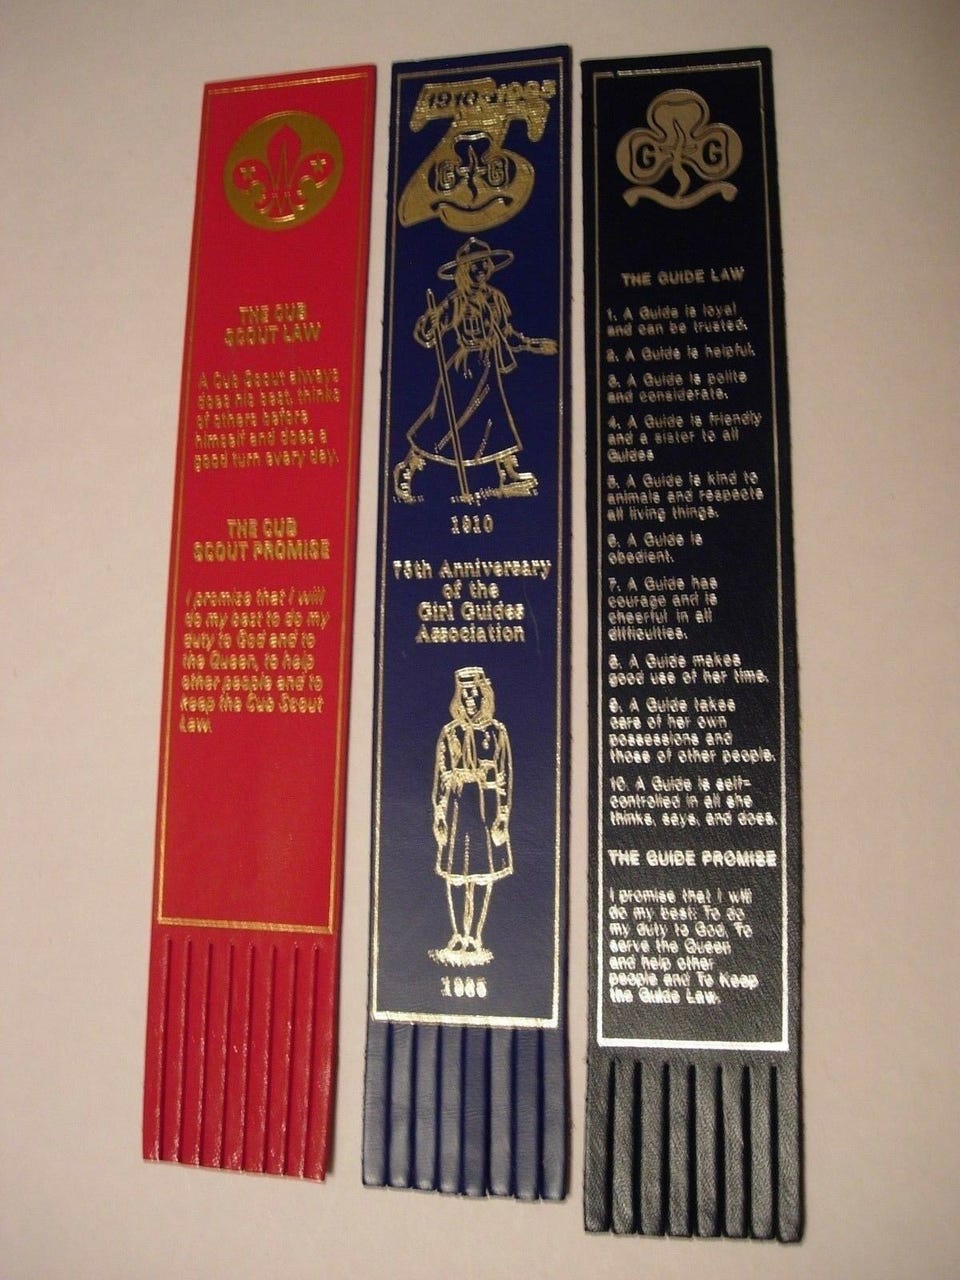 THE CUB
SCOUT LAW
A Cub Scout always
does his best, thinks
of others before
himself and does a
good turn every day.
THE CUB
SCOUT PROMISE
I promise that I will
do my best to do my
duty to God and to
the Queen, to help
other people and to
keep the Cub Scout
Law.
1910 - 1985
G G
1910
75th Anniversary
of the
Girl Guides
Association
1985
G G
THE GUIDE LAW
1. A Guide is loyal
and can be trusted.
2. A Guide is helpful.
3. A Guide is polite
and considerate.
4. A Guide is friendly
and a sister to all
Guides
5. A Guide is kind to
animals and respects
all living things.
6. A Guide is
obedient.
7. A Guide has
courage and is
cheerful in all
difficulties.
8. A Guide makes
good use of her time.
9. A Guide takes
care of her own
possessions and
those of other people.
10. A Guide is self-
controlled in all she
thinks, says, and does.
THE GUIDE PROMISE
I promise that I will
do my best: To do
my duty to God, To
serve the Queen
and help other
people and To Keep
the Guide Law.